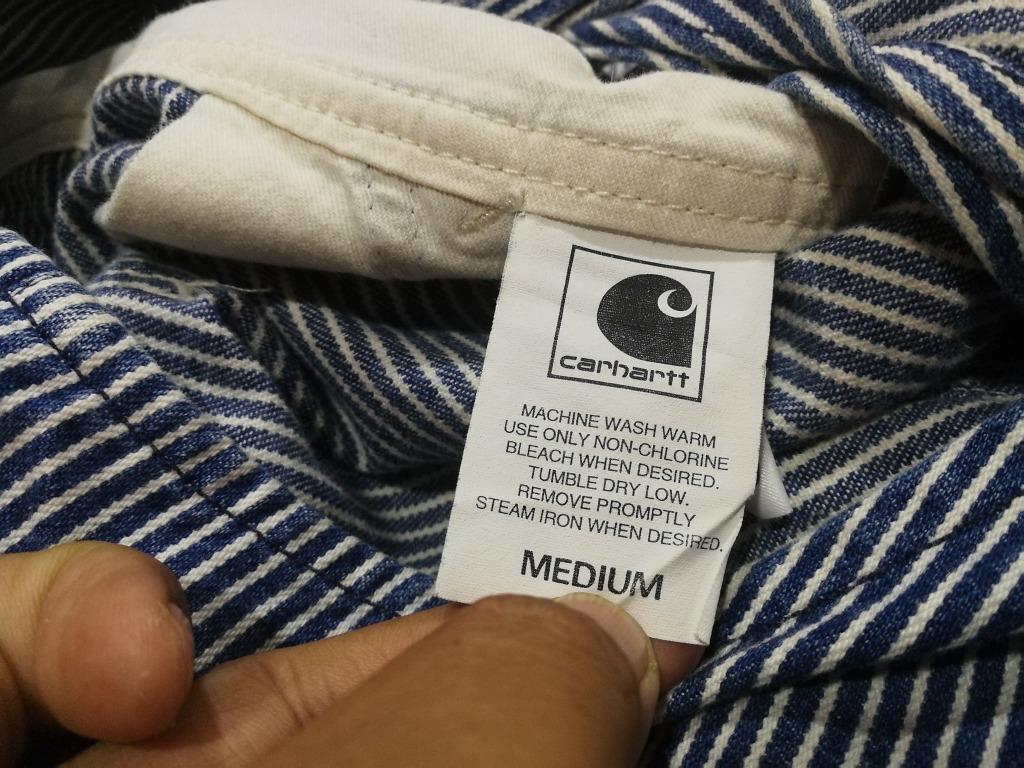 carhartt
MACHINE WASH WARM
USE ONLY NON-CHLORINE
BLEACH WHEN DESIRED.
TUMBLE DRY LOW.
REMOVE PROMPTLY
STEAM IRON WHEN DESIRED.
MEDIUM